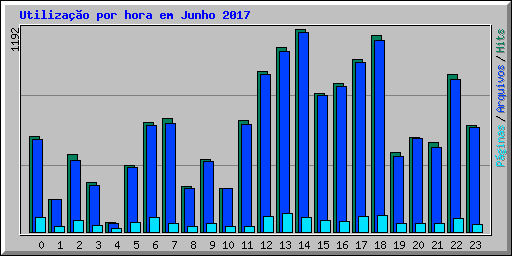 Utilização por hora em Junho 2017
1192
Páginas / Arquivos / Hits
0 1 2 3 4 5 6 7 8 9 10 11 12 13 14 15 16 17 18 19 20 21 22 23